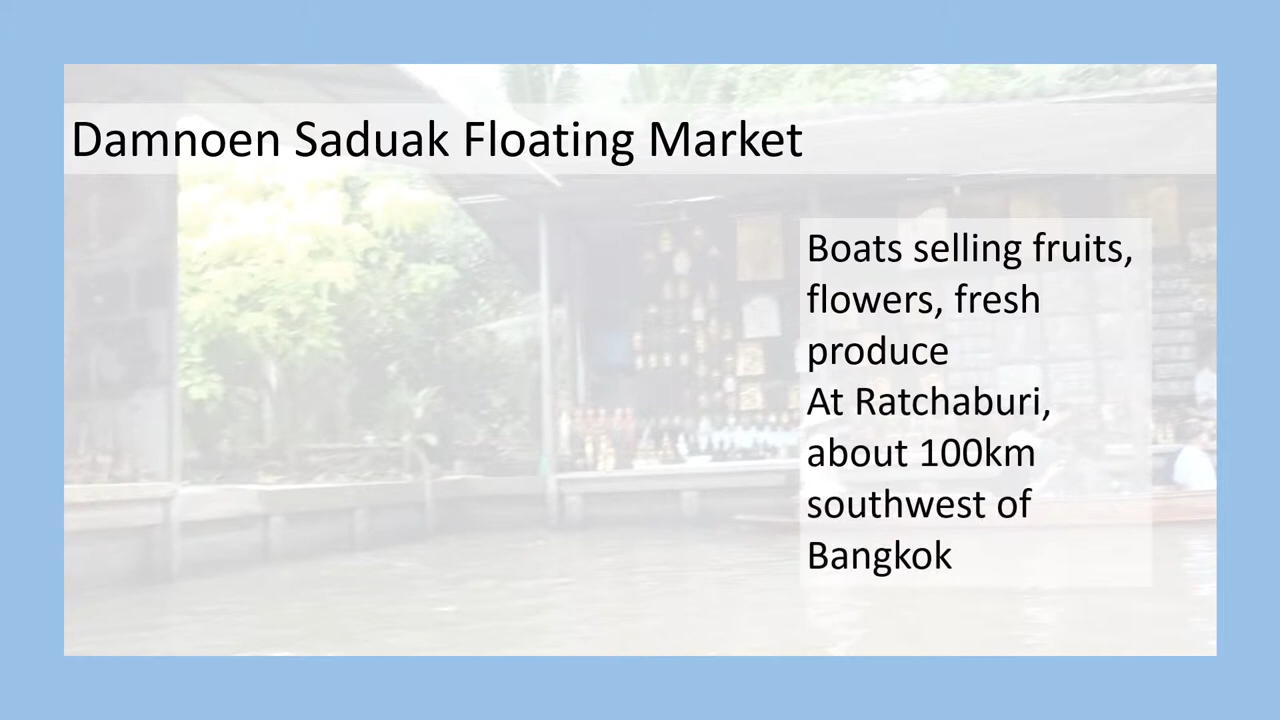 Damnoen Saduak Floating Market
Boats selling fruits,
flowers, fresh
produce
At Ratchaburi,
about 100km
southwest of
Bangkok